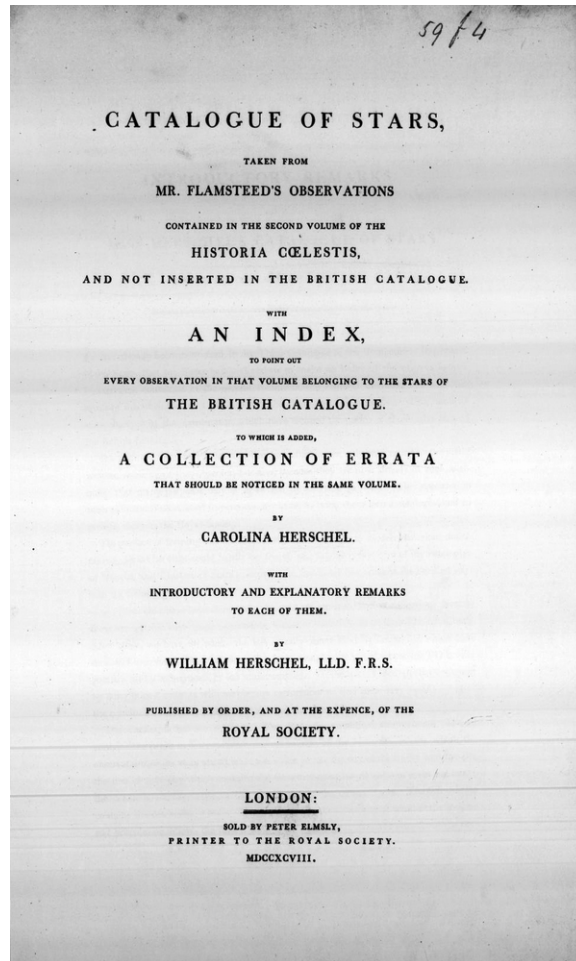 59 f 4
CATALOGUE OF STARS,
TAKEN FROM
MR. FLAMSTEED'S OBSERVATIONS
CONTAINED IN THE SECOND VOLUME OF THE
HISTORIA CŒLESTIS,
AND NOT INSERTED IN THE BRITISH CATALOGUE.
WITH
AN INDEX,
TO POINT OUT
EVERY OBSERVATION IN THAT VOLUME BELONGING TO THE STARS OF
THE BRITISH CATALOGUE.
TO WHICH IS ADDED,
A COLLECTION OF ERRATA
THAT SHOULD BE NOTICED IN THE SAME VOLUME.
BY
CAROLINA HERSCHEL.
WITH
INTRODUCTORY AND EXPLANATORY REMARKS
TO EACH OF THEM.
BY
WILLIAM HERSCHEL, LLD. F.R.S.
PUBLISHED BY ORDER, AND AT THE EXPENCE, OF THE
ROYAL SOCIETY.
LONDON:
SOLD BY PETER ELMSLY,
PRINTER TO THE ROYAL SOCIETY.
MDCCXCVIII.